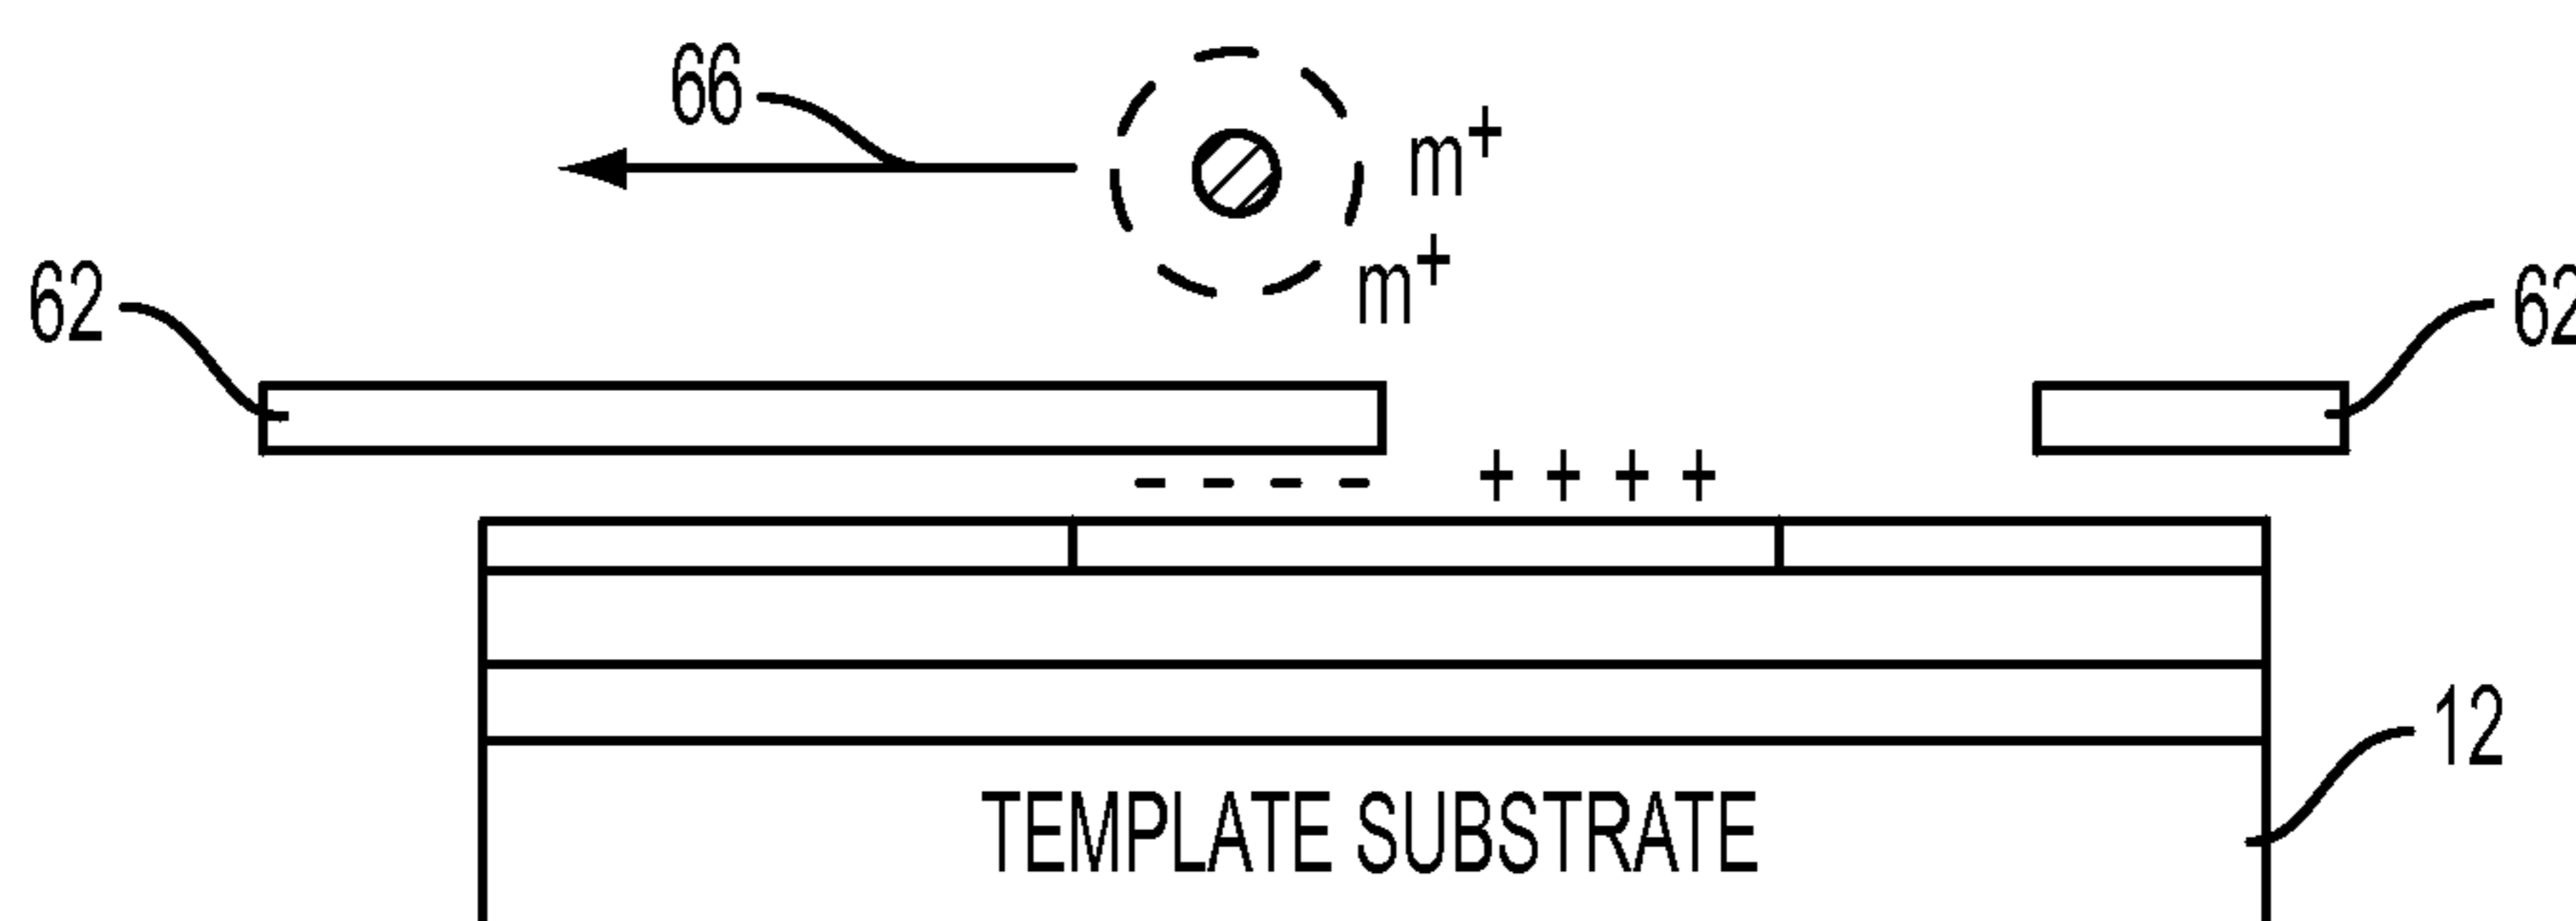 66
m+
m+
62
62
- - - -
+ + + +
12
TEMPLATE SUBSTRATE